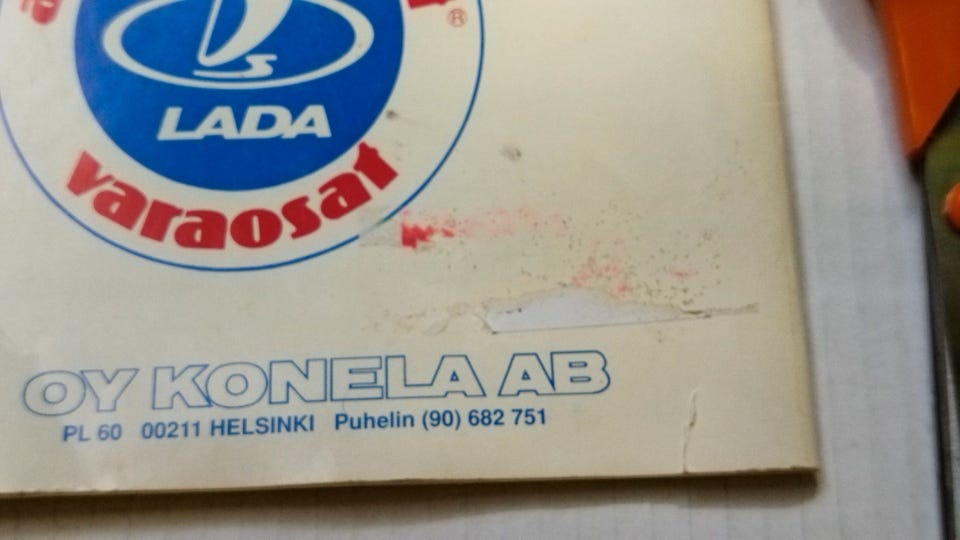 ®
LADA
varaosat
OY KONELA AB
PL 60 00211 HELSINKI Puhelin (90) 682 751